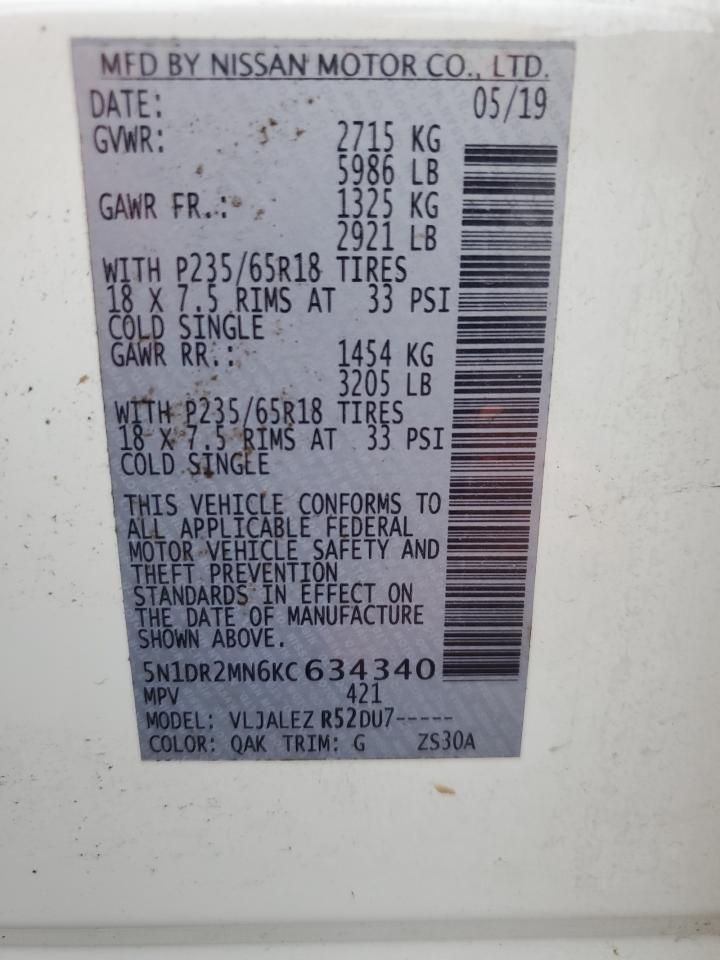 MFD BY NISSAN MOTOR CO., LTD.
DATE: 05/19
GVWR: 2715 KG
5986 LB
GAWR FR.: 1325 KG
2921 LB
WITH P235/65R18 TIRES
18 X 7.5 RIMS AT 33 PSI
COLD SINGLE
GAWR RR.: 1454 KG
3205 LB
WITH P235/65R18 TIRES
18 X 7.5 RIMS AT 33 PSI
COLD SINGLE
THIS VEHICLE CONFORMS TO
ALL APPLICABLE FEDERAL
MOTOR VEHICLE SAFETY AND
THEFT PREVENTION
STANDARDS IN EFFECT ON
THE DATE OF MANUFACTURE
SHOWN ABOVE.
5N1DR2MN6KC634340
MPV 421
MODEL: VLJALEZ R52DU7-----
COLOR: QAK TRIM: G ZS30A